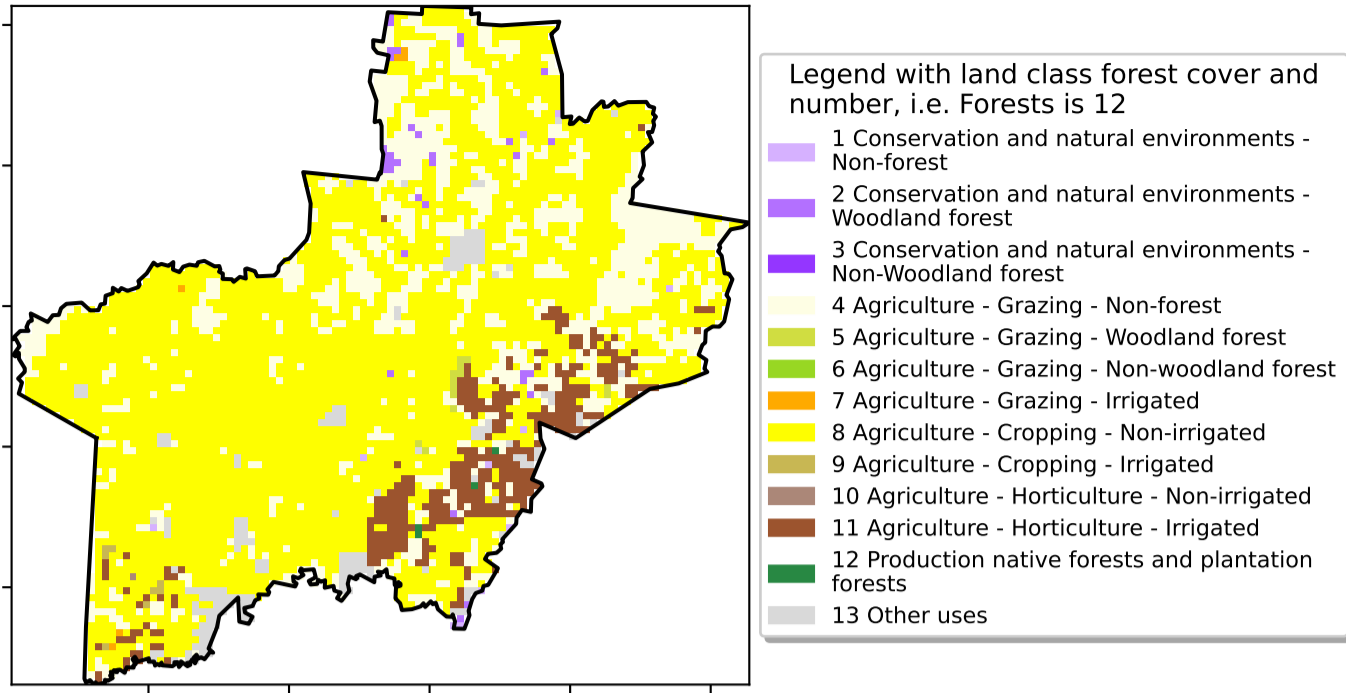 Legend with land class forest cover and
number, i.e. Forests is 12
1 Conservation and natural environments -
Non-forest
2 Conservation and natural environments -
Woodland forest
3 Conservation and natural environments -
Non-Woodland forest
4 Agriculture - Grazing - Non-forest
5 Agriculture - Grazing - Woodland forest
6 Agriculture - Grazing - Non-woodland forest
7 Agriculture - Grazing - Irrigated
8 Agriculture - Cropping - Non-irrigated
9 Agriculture - Cropping - Irrigated
10 Agriculture - Horticulture - Non-irrigated
11 Agriculture - Horticulture - Irrigated
12 Production native forests and plantation
forests
13 Other uses